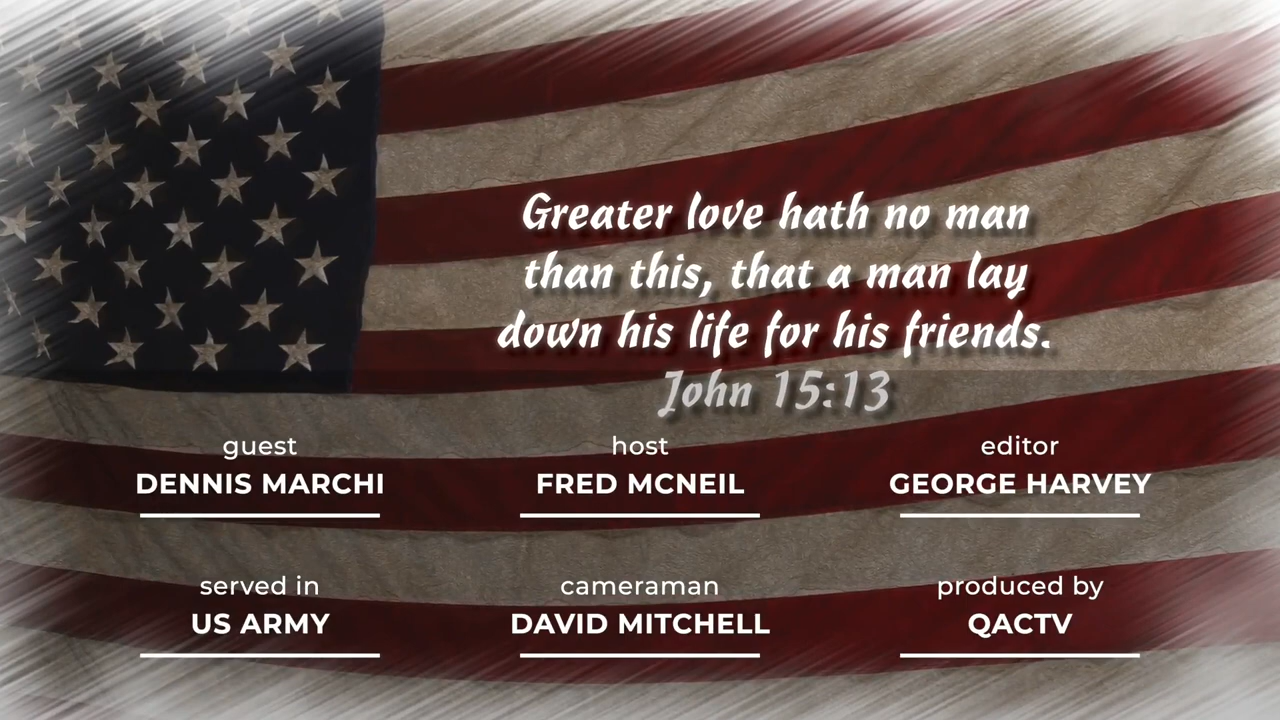 Greater love hath no man
than this, that a man lay
down his life for his friends.
John 15:13
guest
DENNIS MARCHI
host
FRED MCNEIL
editor
GEORGE HARVEY
served in
US ARMY
cameraman
DAVID MITCHELL
produced by
QACTV